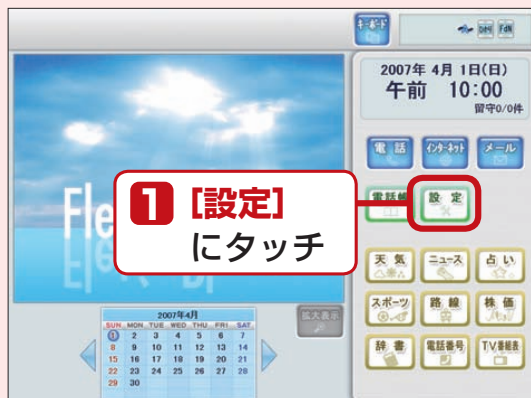 キーボード
2007年 4月 1日(日)
午前 10:00
留守0/0件
電話 インターネット メール
電話帳 設定
1 [設定]
にタッチ
Fle
天気 ニュース 占い
スポーツ 路線 株価
辞書 電話番号 TV番組表
2007年4月
拡大表示
SUN MON TUE WED THU FRI SAT
1 2 3 4 5 6 7
8 9 10 11 12 13 14
15 16 17 18 19 20 21
22 23 24 25 26 27 28
29 30